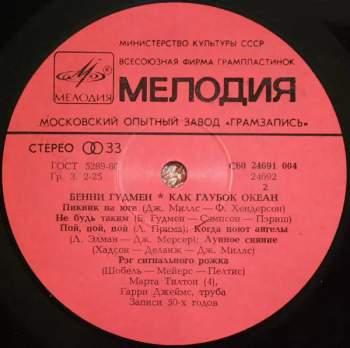 МИНИСТЕРСТВО КУЛЬТУРЫ СССР
ВСЕСОЮЗНАЯ ФИРМА ГРАМПЛАСТИНОК
МЕЛОДИЯ
МЕЛОДИЯ
МОСКОВСКИЙ ОПЫТНЫЙ ЗАВОД «ГРАМЗАПИСЬ»
СТЕРЕО 33
ГОСТ 5289-80 С60 24691 004
Гр. 3. 2-25 24692
2
БЕННИ ГУДМЕН * КАК ГЛУБОК ОКЕАН
Пикник на юге (Дж. Миллс — Ф. Хендерсон)
Не будь таким (Б. Гудмен — Сэмпсон — Пэриш)
Пой, пой, пой (Л. Прима); Когда поют ангелы
(Л. Элман — Дж. Мерсер); Лунное сияние
(Хадсон — Деланж — Дж. Миллс)
Рэг сигнального рожка
(Шобель — Мейерс — Пеллтис)
Марта Тилтон (4),
Гарри Джеймс, труба
Записи 30-х годов